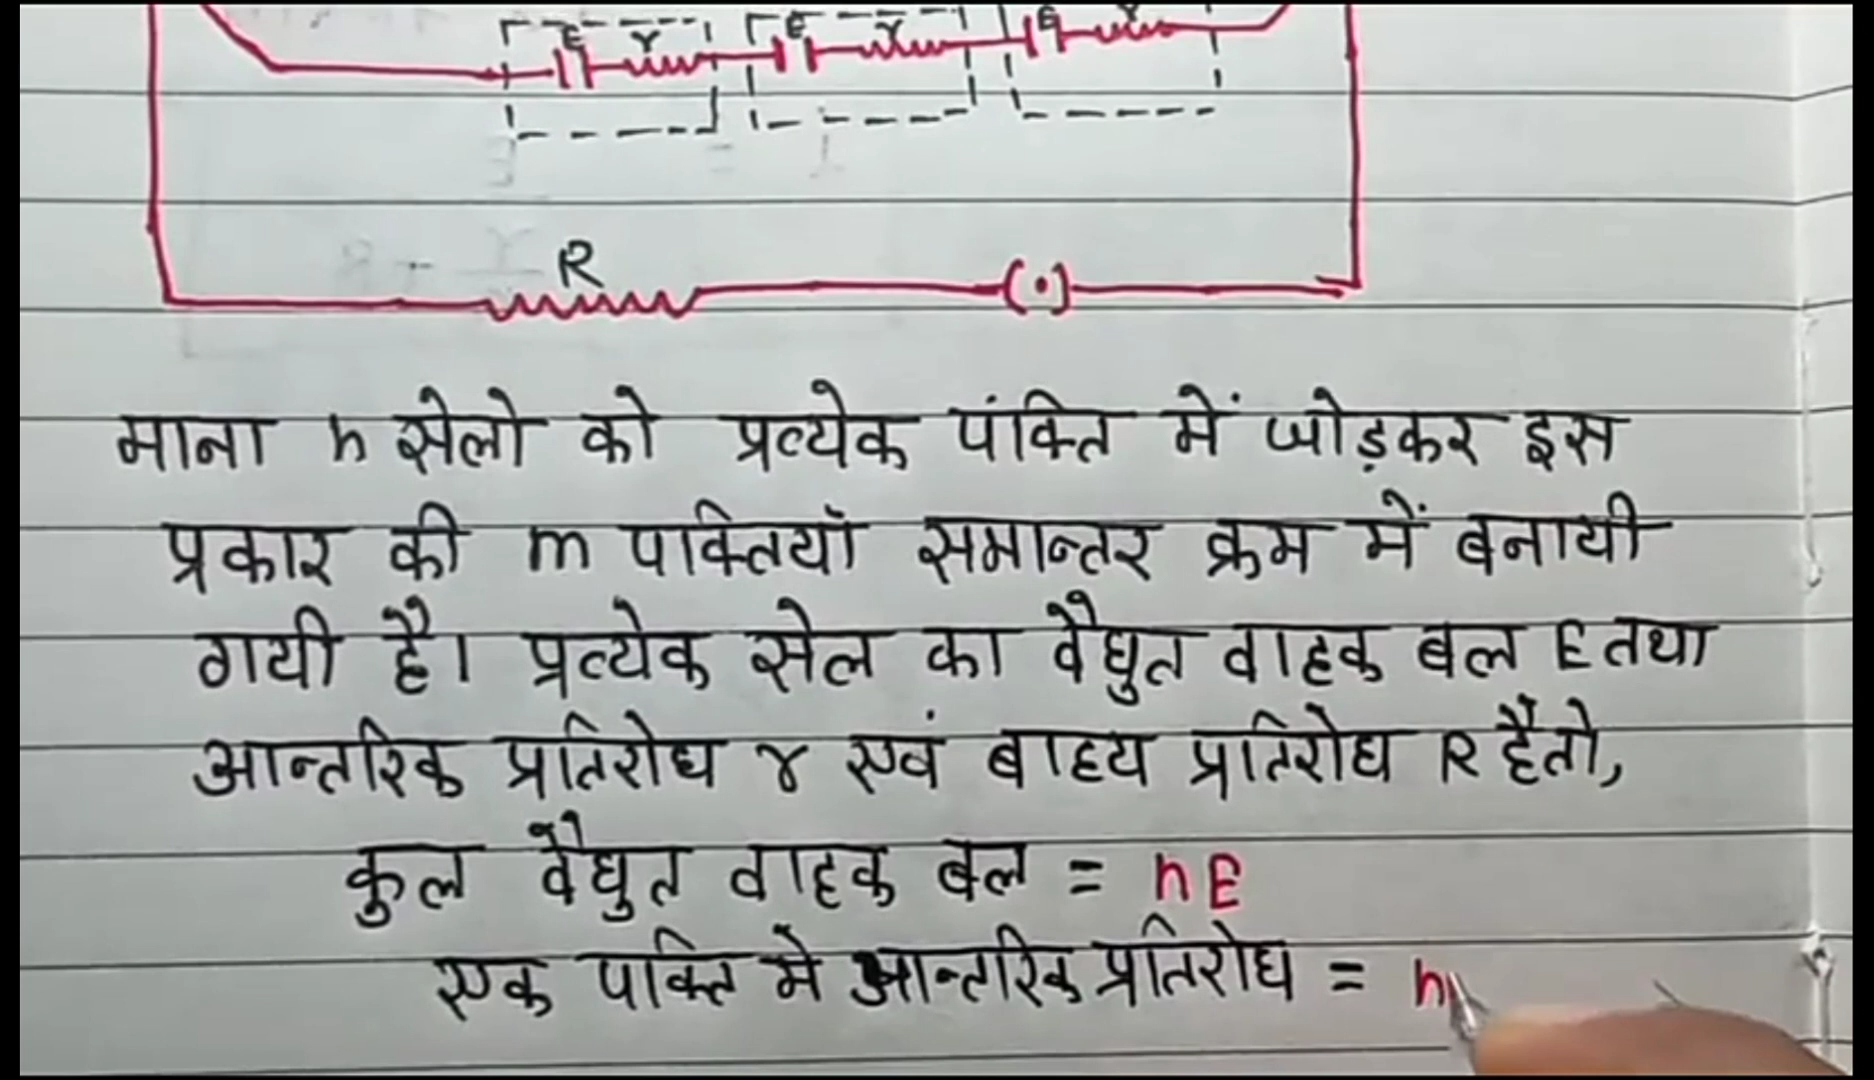 E r E r E r
R
(·)
माना n सेलो को प्रत्येक पंक्ति में जोड़कर इस
प्रकार की m पक्तियाँ समान्तर क्रम में बनायी
गयी है। प्रत्येक सेल का वैधुत वाहक बल E तथा
आन्तरिक प्रतिरोध r एवं बाहय प्रतिरोध R है तो,
कुल वैधुत वाहक बल = nE
एक पक्ति मे आन्तरिक प्रतिरोध = n